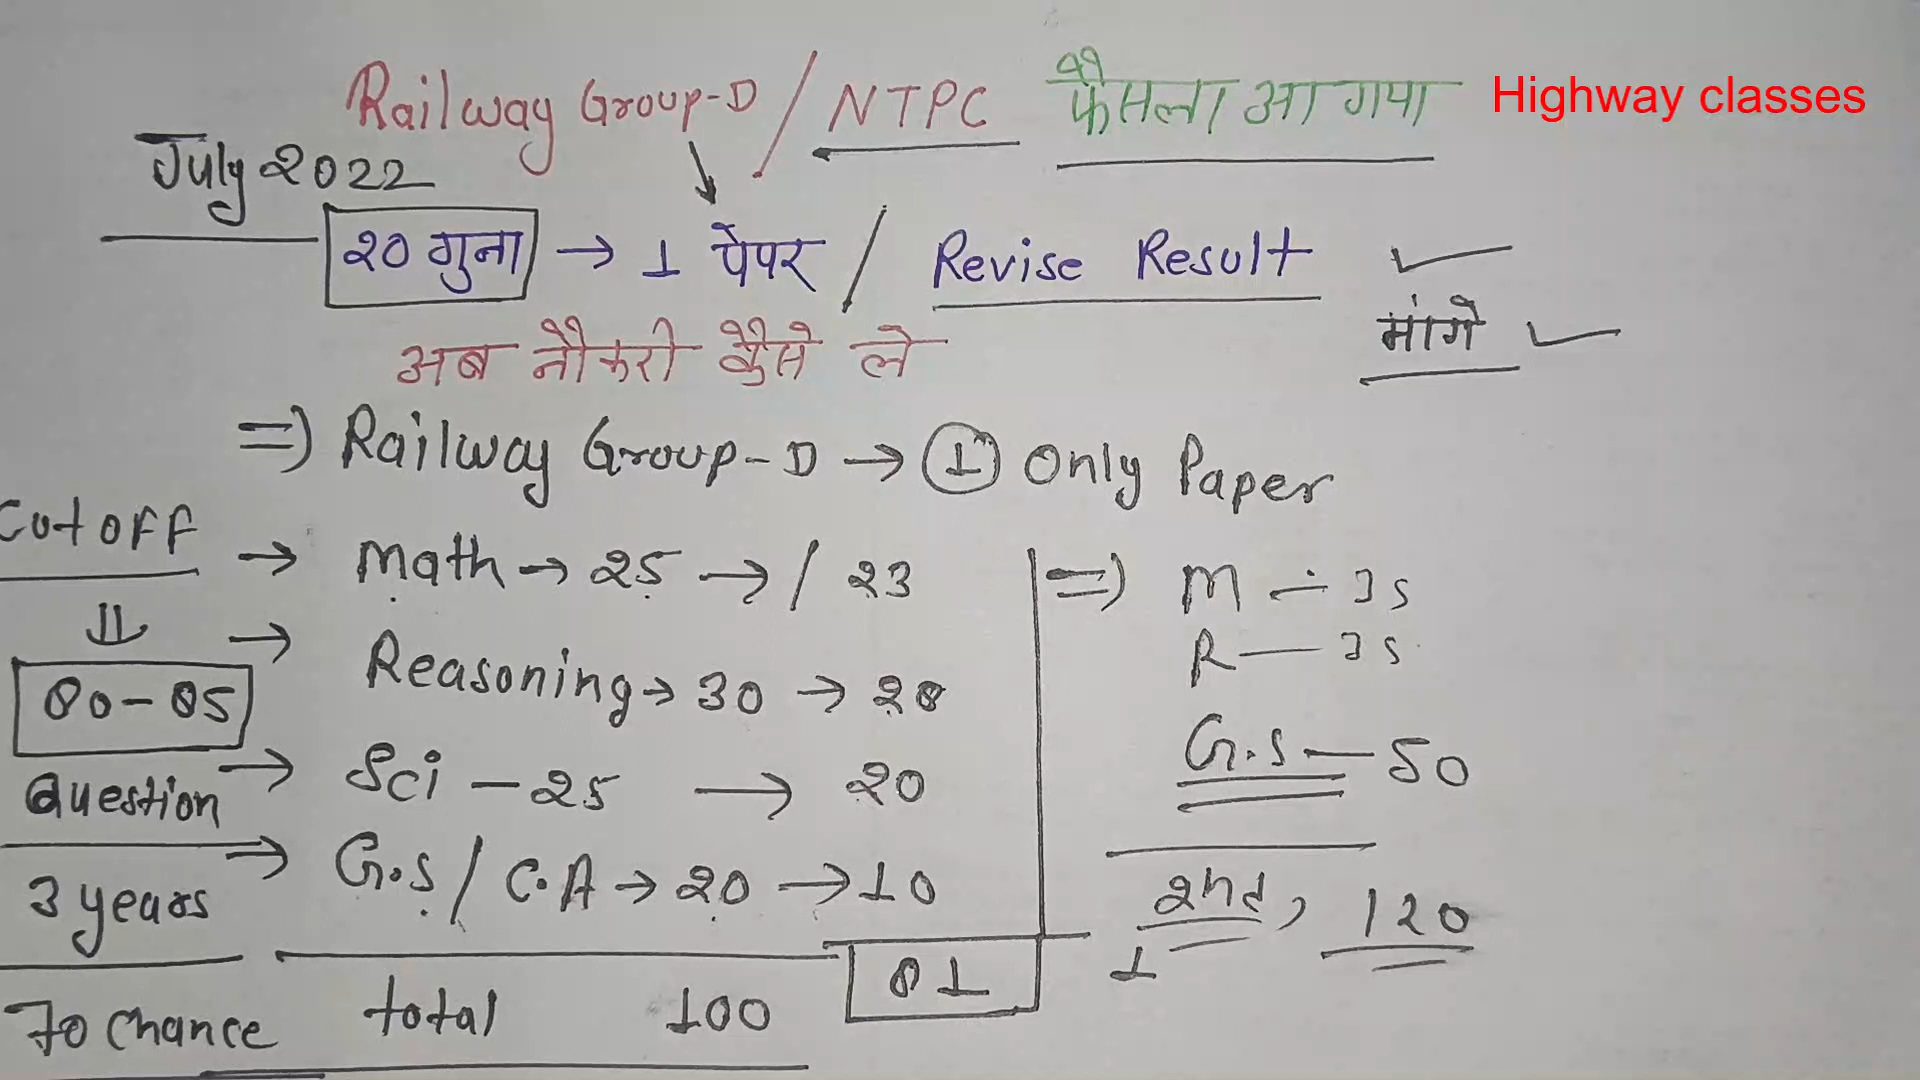 Railway Group-D / NTPC फैसला आ गया Highway classes
July 2022
20 गुना → 1 पेपर / Revise Result
मांगे
अब नौकरी कैसे ले
⇒ Railway Group-D → 1 Only Paper
Cutoff
→ Math → 25 → / 23
→ Reasoning → 30 → 28
80-85
→ Sci - 25 → 20
Question
→ G.S / C.A → 20 → 10
3 years
81
total 100
70 Chance
⇒ M - 35
R - 35
G.S - 50
2nd, 120
1